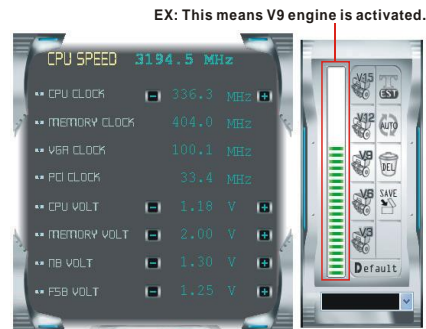 EX: This means V9 engine is activated.
CPU SPEED 3194.5 MHz
CPU CLOCK 336.3 MHz
MEMORY CLOCK 404.0 MHz
VGA CLOCK 100.1 MHz
PCI CLOCK 33.4 MHz
CPU VOLT 1.18 V
MEMORY VOLT 2.00 V
NB VOLT 1.30 V
FSB VOLT 1.25 V
V15 TEST
V12 AUTO
V9 DEL
V6 SAVE
V3
Default